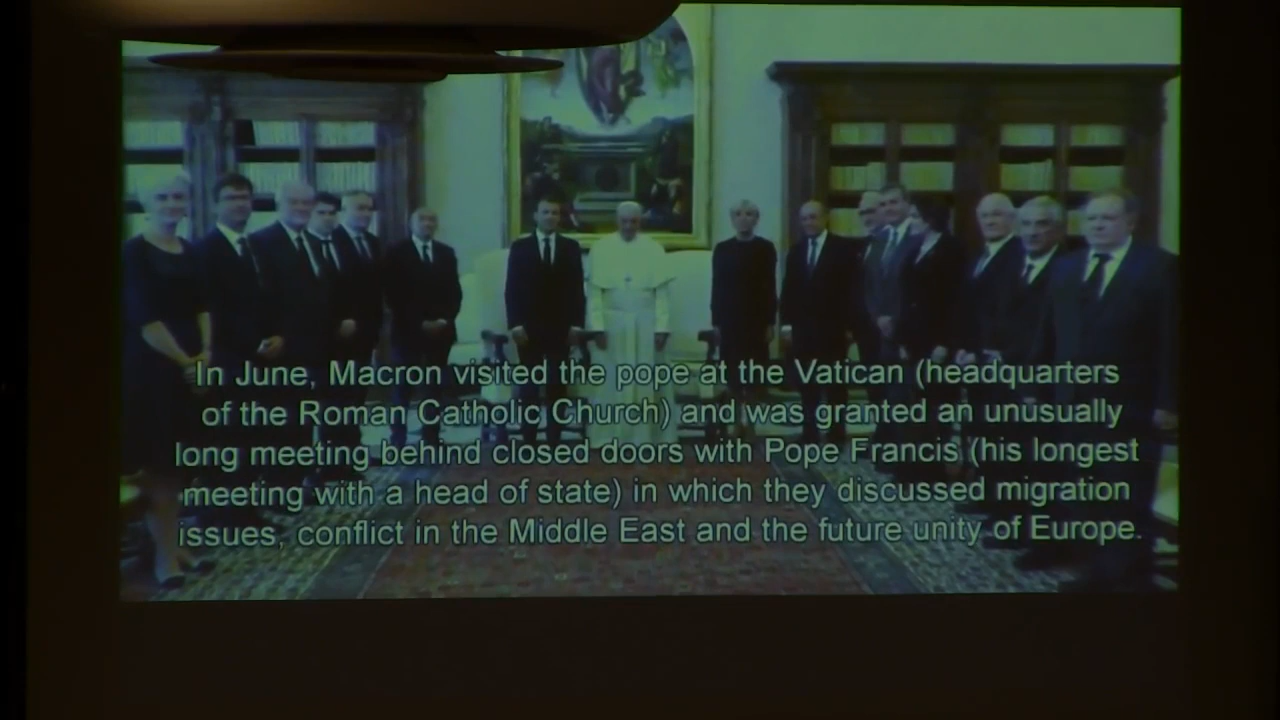 In June, Macron visited the pope at the Vatican (headquarters
of the Roman Catholic Church) and was granted an unusually
long meeting behind closed doors with Pope Francis (his longest
meeting with a head of state) in which they discussed migration
issues, conflict in the Middle East and the future unity of Europe.